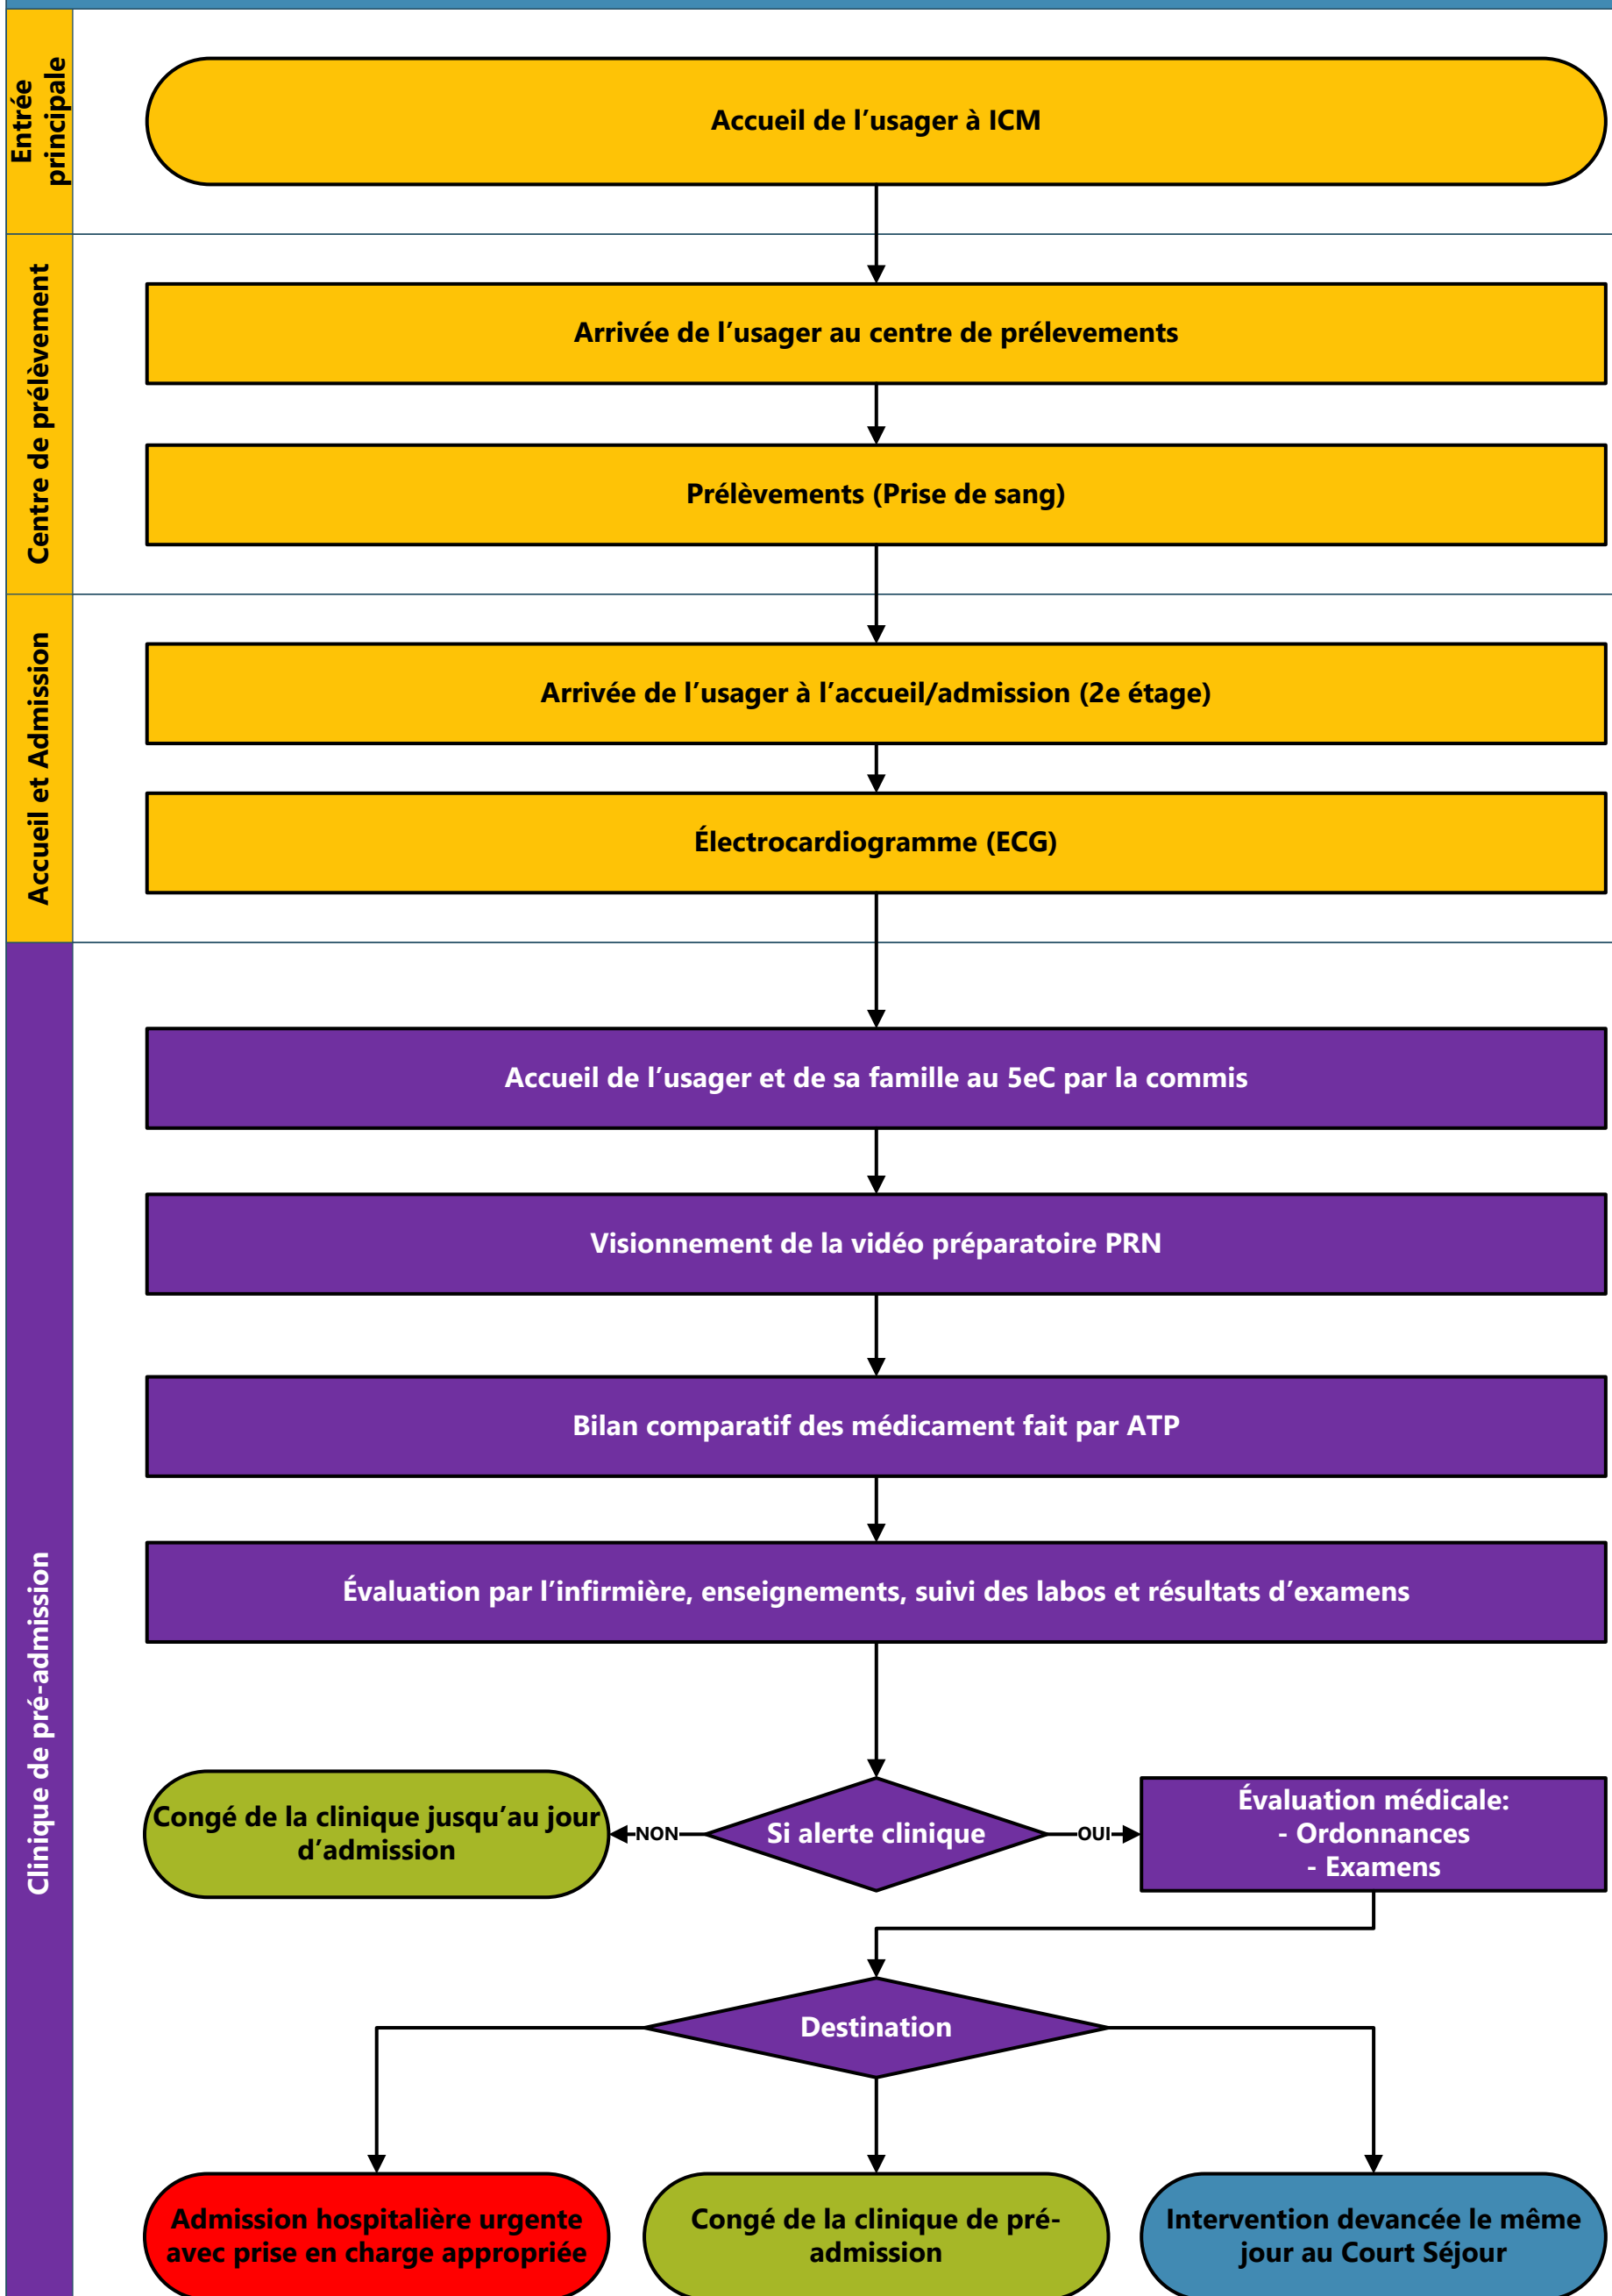 Entrée
principale
Accueil de l’usager à ICM
Centre de prélèvement
Arrivée de l’usager au centre de prélevements
Prélèvements (Prise de sang)
Accueil et Admission
Arrivée de l’usager à l’accueil/admission (2e étage)
Électrocardiogramme (ECG)
Clinique de pré-admission
Accueil de l’usager et de sa famille au 5eC par la commis
Visionnement de la vidéo préparatoire PRN
Bilan comparatif des médicament fait par ATP
Évaluation par l’infirmière, enseignements, suivi des labos et résultats d’examens
Congé de la clinique jusqu’au jour
d’admission
NON
Si alerte clinique
OUI
Évaluation médicale:
- Ordonnances
- Examens
Destination
Admission hospitalière urgente
avec prise en charge appropriée
Congé de la clinique de pré-
admission
Intervention devancée le même
jour au Court Séjour